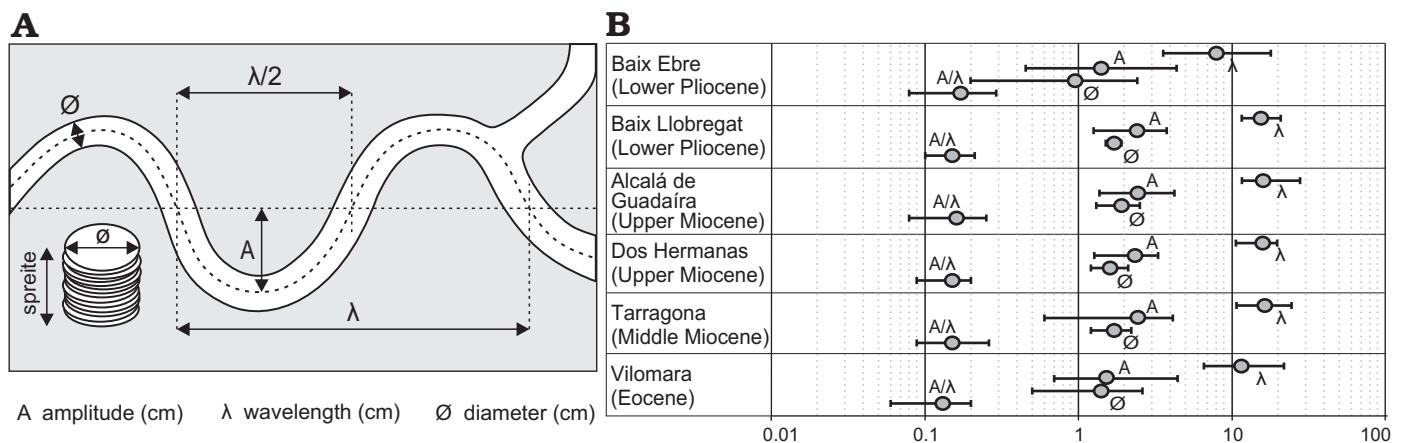 A
λ/2
Ø
A
ø
spreite
λ
A amplitude (cm) λ wavelength (cm) Ø diameter (cm)
B
Baix Ebre
(Lower Pliocene)
A/λ
A
Ø
λ
Baix Llobregat
(Lower Pliocene)
A/λ
A
Ø
λ
Alcalá de
Guadaíra
(Upper Miocene)
A/λ
A
Ø
λ
Dos Hermanas
(Upper Miocene)
A/λ
A
Ø
λ
Tarragona
(Middle Miocene)
A/λ
A
Ø
λ
Vilomara
(Eocene)
A/λ
A
Ø
λ
0.01 0.1 1 10 100